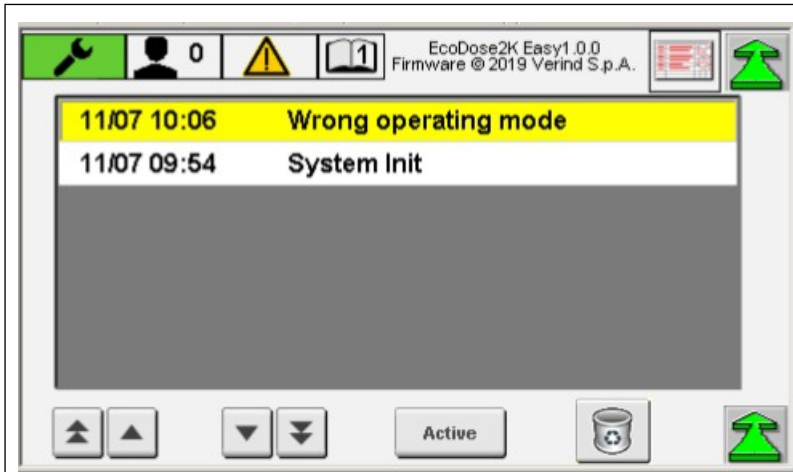 0
1
EcoDose2K Easy1.0.0
Firmware @ 2019 Verind S.p.A.
11/07 10:06 Wrong operating mode
11/07 09:54 System Init
Active